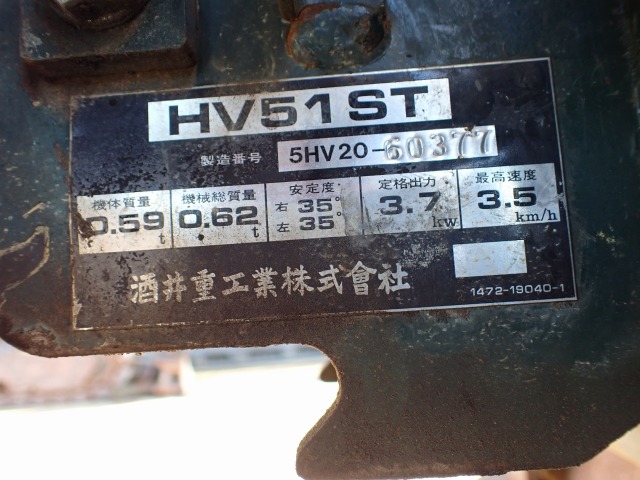 HV51ST
製造番号 5HV20-60377
機体質量 機械総質量 安定度 定格出力 最高速度
0.59 t 0.62 t 右 35° 左 35° 3.7 kw 3.5 km/h
酒井重工業株式會社
1472-19040-1